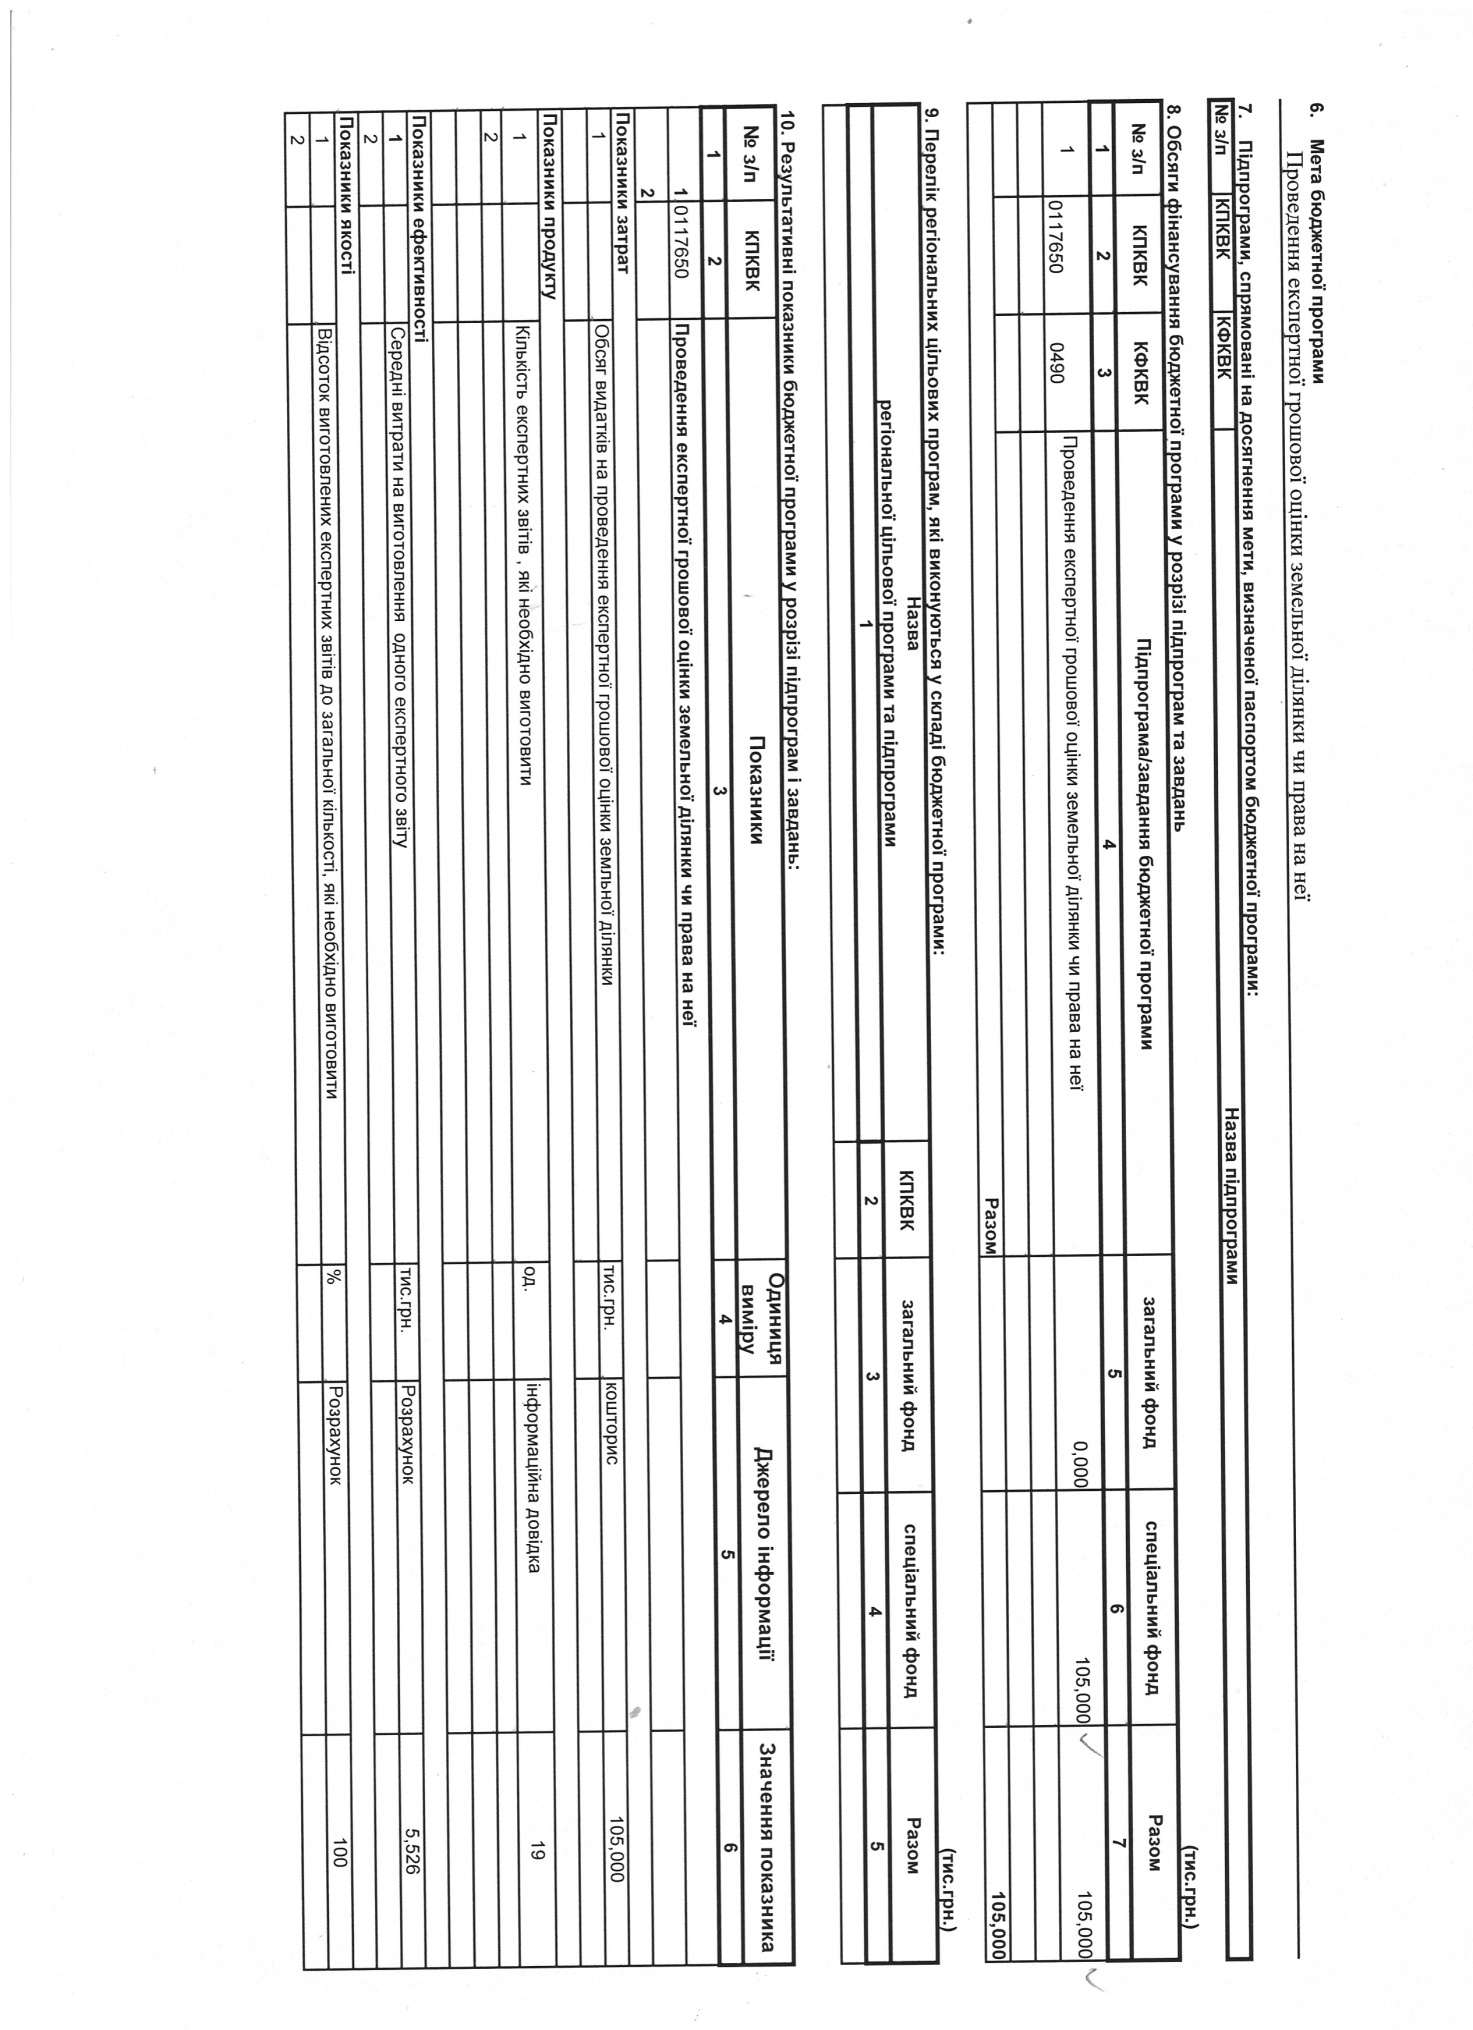 6. Мета бюджетної програми
Проведення експертної грошової оцінки земельної ділянки чи права на неї
7. Підпрограми, спрямовані на досягнення мети, визначеної паспортом бюджетної програми:
№ з/п КПКВК КФКВК Назва підпрограми
8. Обсяги фінансування бюджетної програми у розрізі підпрограм та завдань
(тис.грн.)
№ з/п КПКВК КФКВК Підпрограма/завдання бюджетної програми загальний фонд спеціальний фонд Разом
1 2 3 4 5 6 7
1 0117650 0490 Проведення експертної грошової оцінки земельної ділянки чи права на неї 0,000 105,000 105,000
Разом 105,000
9. Перелік регіональних цільових програм, які виконуються у складі бюджетної програми:
(тис.грн.)
Назва
регіональної цільової програми та підпрограми КПКВК загальний фонд спеціальний фонд Разом
1 2 3 4 5
10. Результативні показники бюджетної програми у розрізі підпрограм і завдань:
№ з/п КПКВК Показники Одиниця виміру Джерело інформації Значення показника
1 2 3 4 5 6
1 0117650 Проведення експертної грошової оцінки земельної ділянки чи права на неї
2
Показники затрат
1 Обсяг видатків на проведення експертної грошової оцінки земльної ділянки тис.грн. кошторис 105,000
Показники продукту
1 Кількість експертних звітів , які необхідно виготовити од. інформаційна довідка 19
2
Показники ефективності
1 Середні витрати на виготовлення одного експертного звіту тис.грн. Розрахунок 5,526
2
Показники якості
1 Відсоток виготовлених експертних звітів до загальної кількості, які необхідно виготовити % Розрахунок 100
2